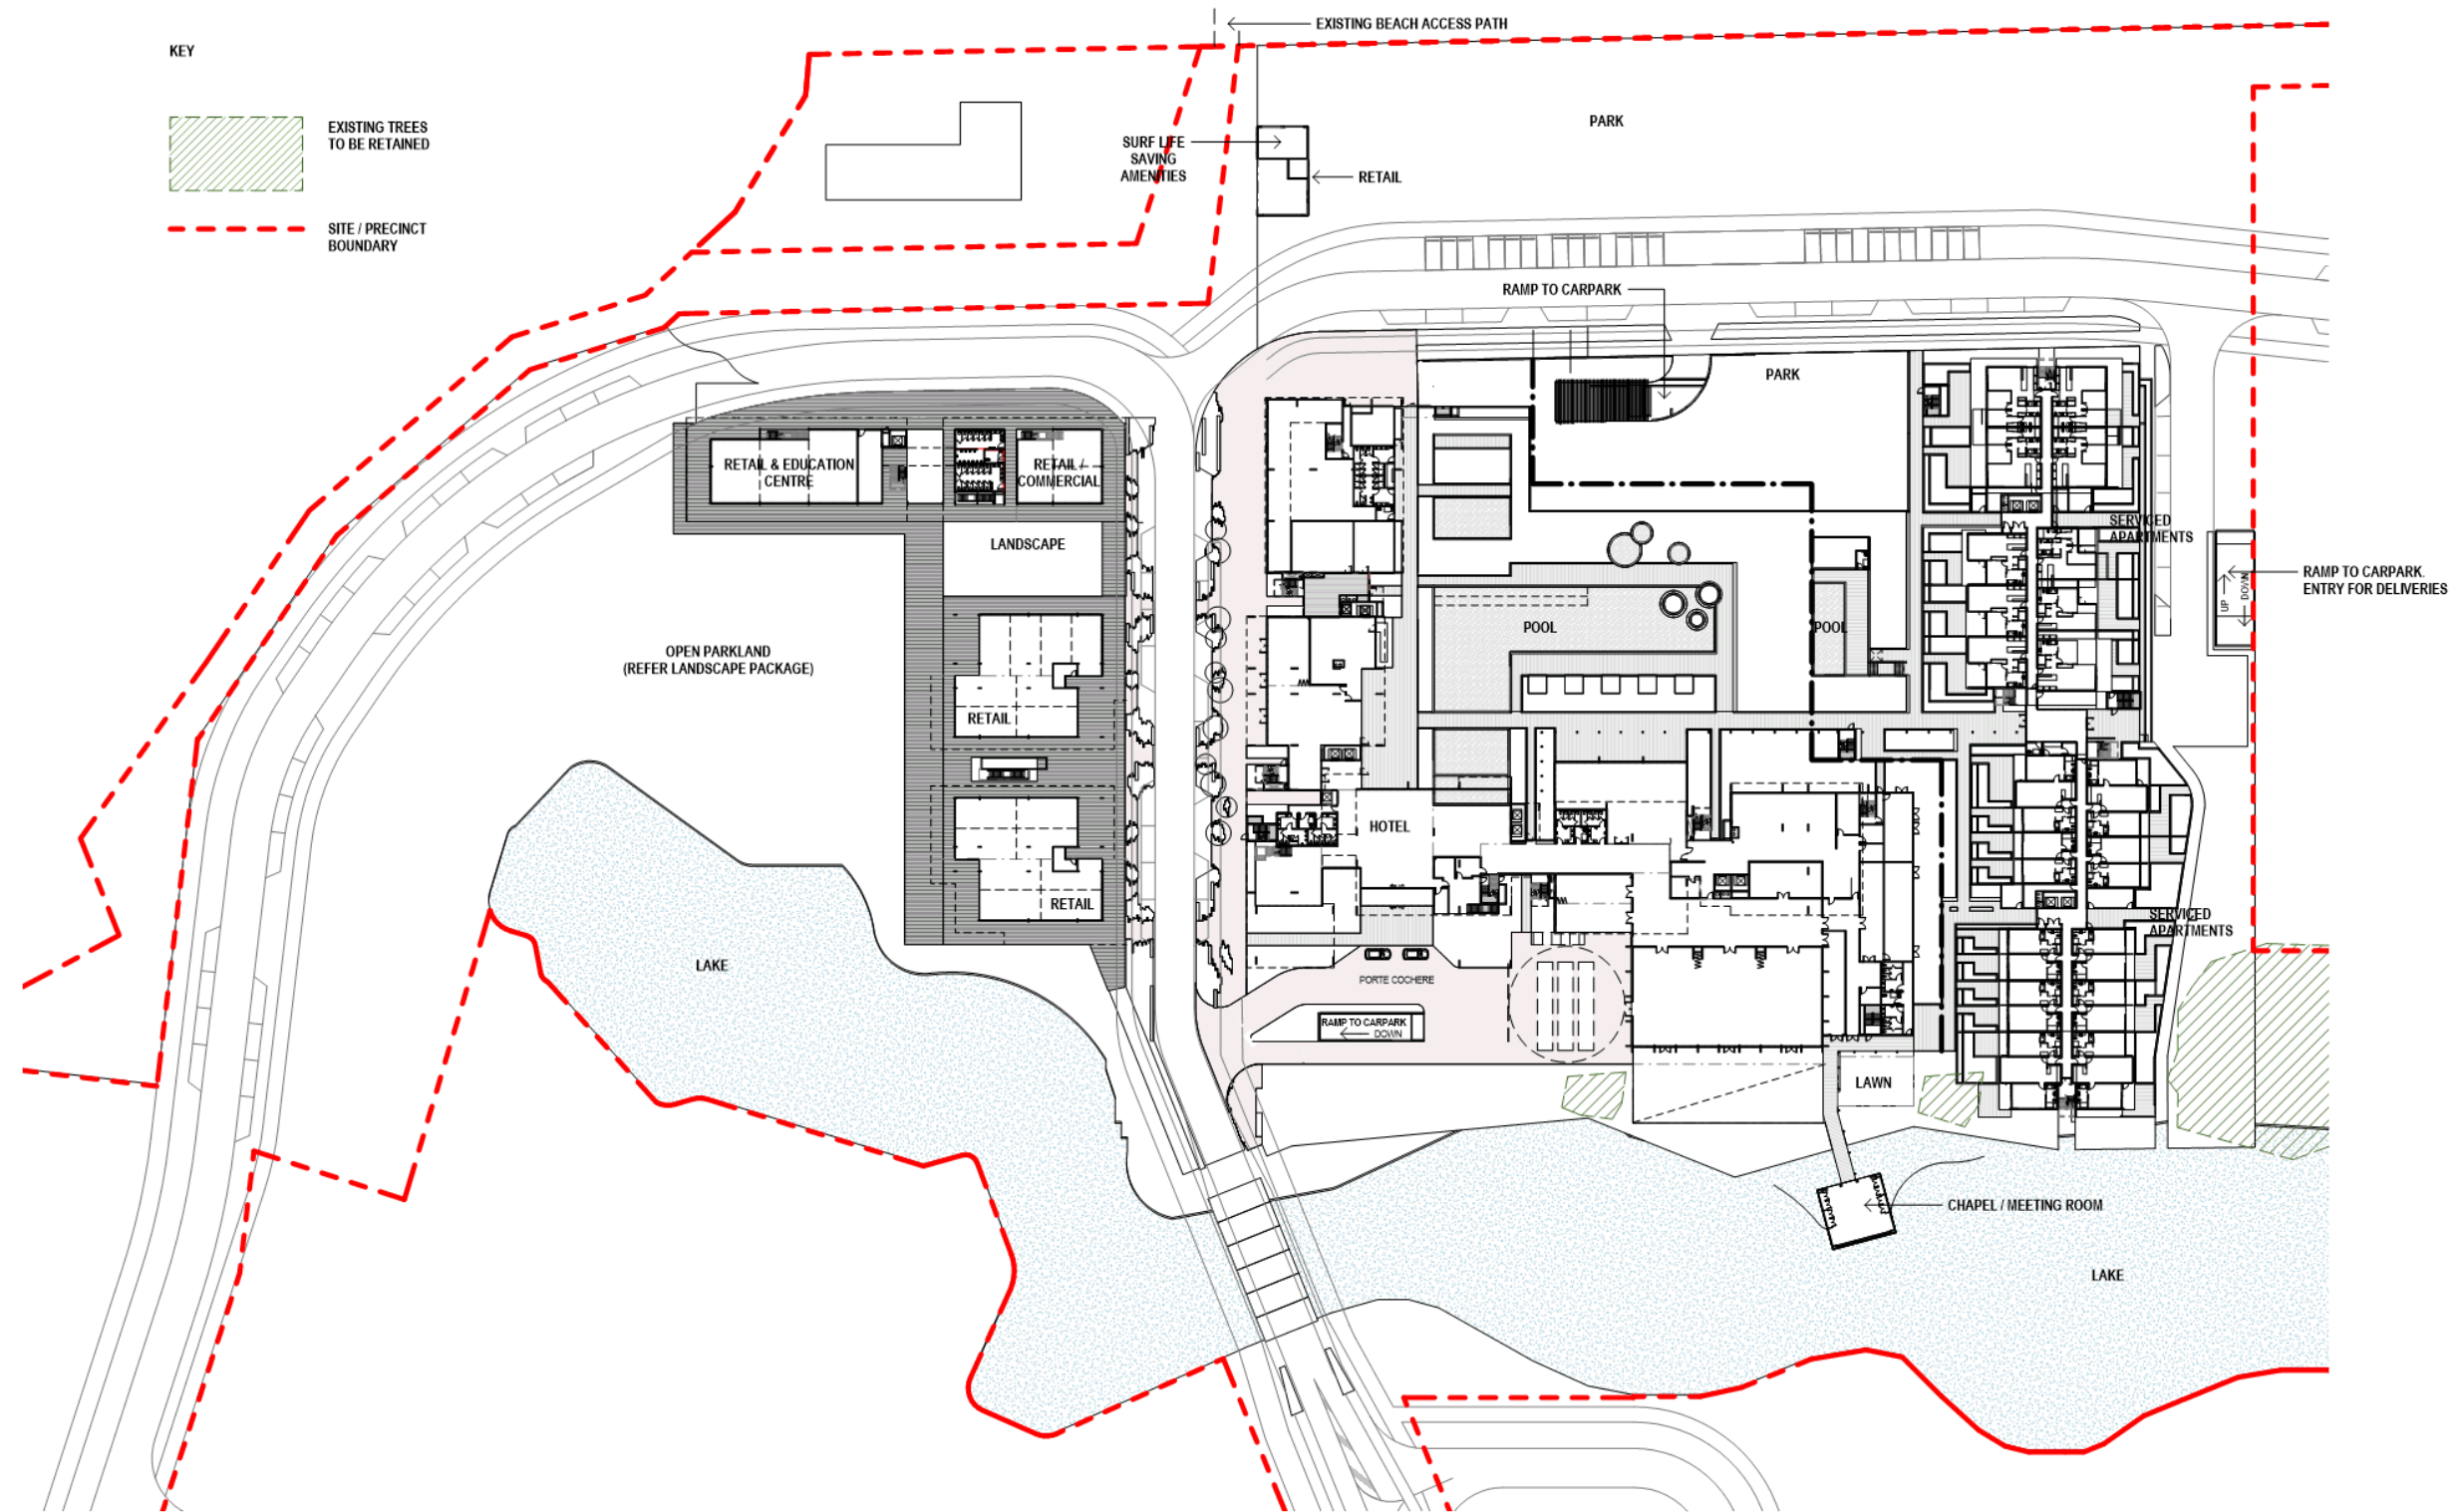 EXISTING BEACH ACCESS PATH
KEY
EXISTING TREES
TO BE RETAINED
SITE / PRECINCT
BOUNDARY
SURF LIFE
SAVING
AMENITIES
RETAIL
PARK
RAMP TO CARPARK
PARK
RETAIL & EDUCATION
CENTRE
RETAIL /
COMMERCIAL
LANDSCAPE
OPEN PARKLAND
(REFER LANDSCAPE PACKAGE)
RETAIL
RETAIL
POOL
POOL
SERVICED
APARTMENTS
UP
DOWN
RAMP TO CARPARK.
ENTRY FOR DELIVERIES
HOTEL
SERVICED
APARTMENTS
LAKE
PORTE COCHERE
RAMP TO CARPARK
DOWN
LAWN
CHAPEL / MEETING ROOM
LAKE